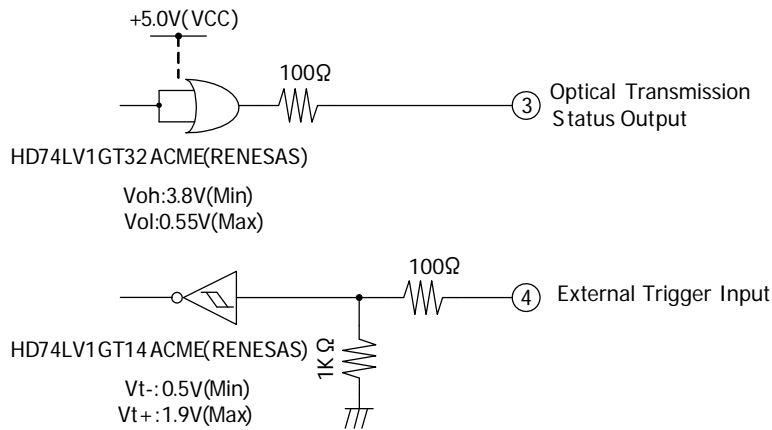 +5.0V(VCC)
100Ω
3 Optical Transmission
Status Output
HD74LV1GT32ACME(RENESAS)
Voh:3.8V(Min)
Vol:0.55V(Max)
100Ω
4 External Trigger Input
1KΩ
HD74LV1GT14ACME(RENESAS)
Vt-:0.5V(Min)
Vt+:1.9V(Max)